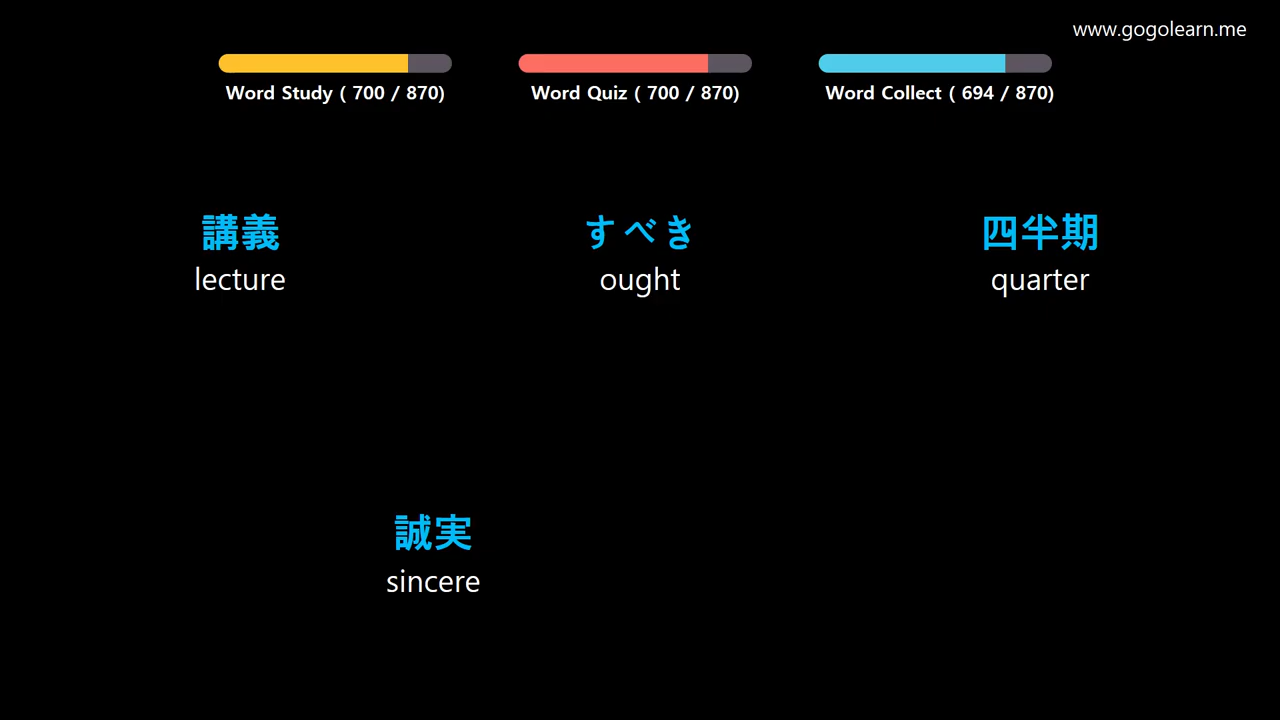 www.gogolearn.me
Word Study ( 700 / 870)
Word Quiz ( 700 / 870)
Word Collect ( 694 / 870)
講義
lecture
すべき
ought
四半期
quarter
誠実
sincere